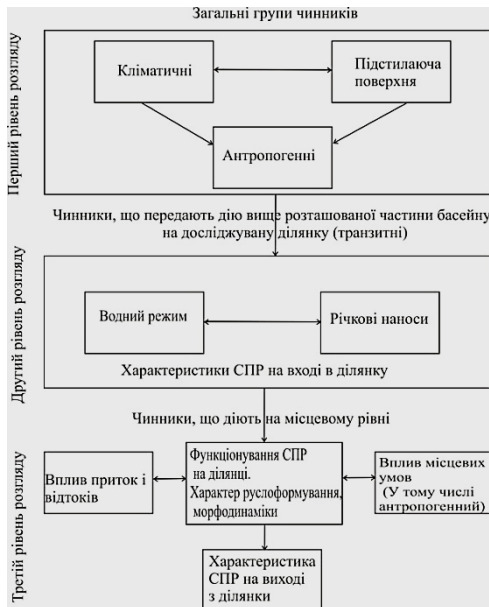 Загальні групи чинників
Перший рівень розгляду
Кліматичні
Підстилаюча
поверхня
Антропогенні
Чинники, що передають дію вище розташованої частини басейну
на досліджувану ділянку (транзитні)
Другий рівень розгляду
Водний режим
Річкові наноси
Характеристики СПР на вході в ділянку
Чинники, що діють на місцевому рівні
Третій рівень розгляду
Вплив приток і
відтоків
Функціонування СПР
на ділянці.
Характер руслоформування,
морфодинаміки
Вплив місцевих
умов
(У тому числі
антропогенний)
Характеристика
СПР на виході
з ділянки